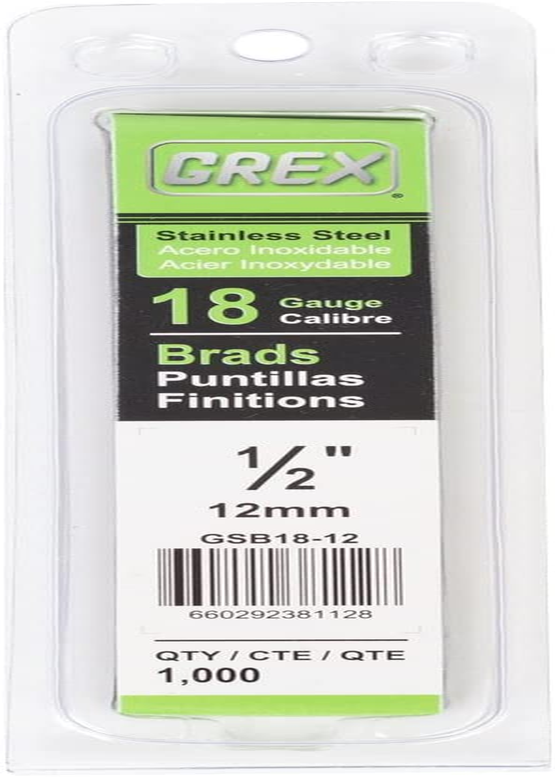 GREX®
Stainless Steel
Acero Inoxidable
Acier Inoxydable
18 Gauge
Calibre
Brads
Puntillas
Finitions
½"
12mm
GSB18-12
660292381128
QTY / CTE / QTE
1,000